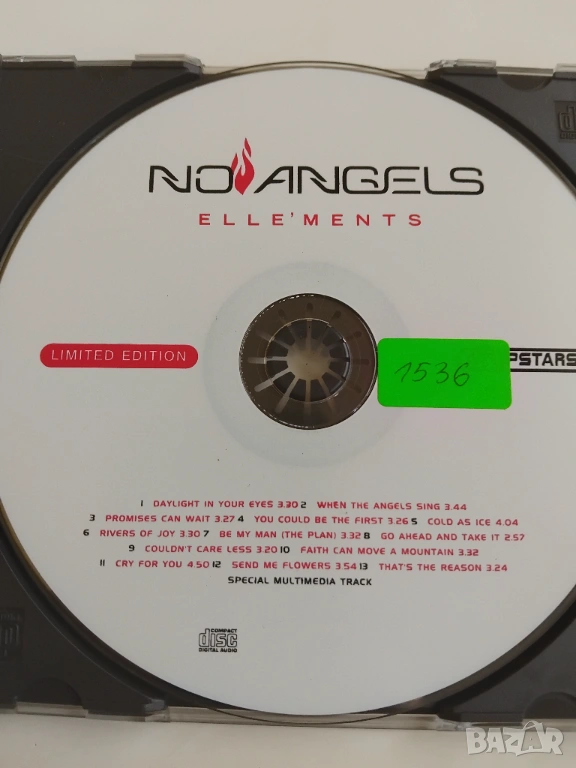 NO ANGELS
ELLE'MENTS
LIMITED EDITION
1536
PSTARS
1 DAYLIGHT IN YOUR EYES 3.20 2 WHEN THE ANGELS SING 3.44
3 PROMISES CAN WAIT 3.27 4 YOU COULD BE THE FIRST 3.26 5 COLD AS ICE 4.04
6 RIVERS OF JOY 3.30 7 BE MY MAN (THE PLAN) 3.32 8 GO AHEAD AND TAKE IT 2.57
9 COULDN'T CARE LESS 3.20 10 FAITH CAN MOVE A MOUNTAIN 3.32
11 CRY FOR YOU 4.50 12 SEND ME FLOWERS 3.54 13 THAT'S THE REASON 3.24
SPECIAL MULTIMEDIA TRACK
COMPACT
disc
DIGITAL AUDIO
BAZAR